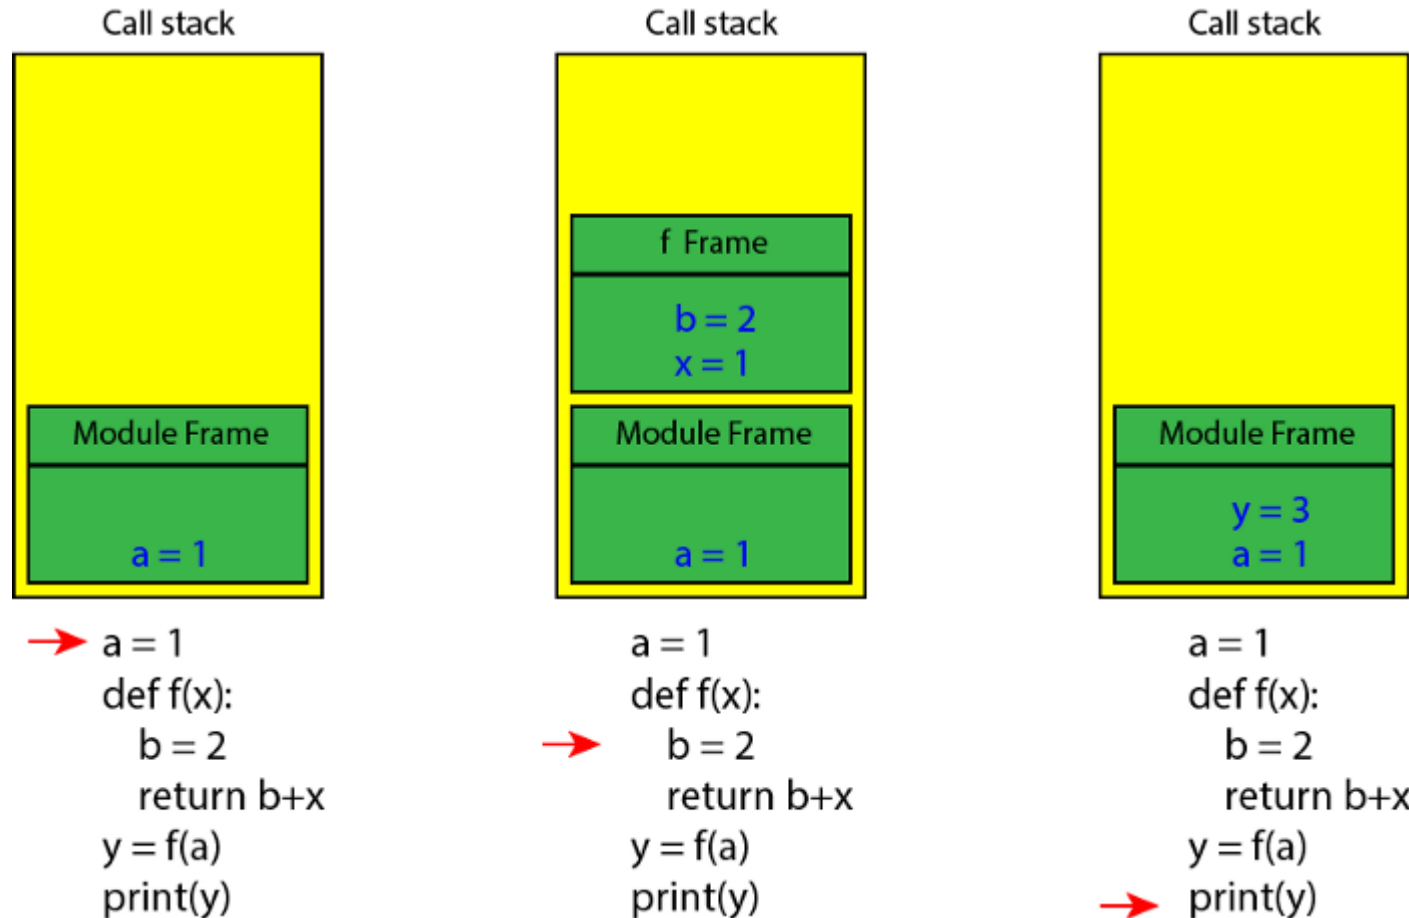 Call stack
Module Frame
a = 1
a = 1
def f(x):
b = 2
return b+x
y = f(a)
print(y)
Call stack
f Frame
b = 2
x = 1
Module Frame
a = 1
a = 1
def f(x):
b = 2
return b+x
y = f(a)
print(y)
Call stack
Module Frame
y = 3
a = 1
a = 1
def f(x):
b = 2
return b+x
y = f(a)
print(y)